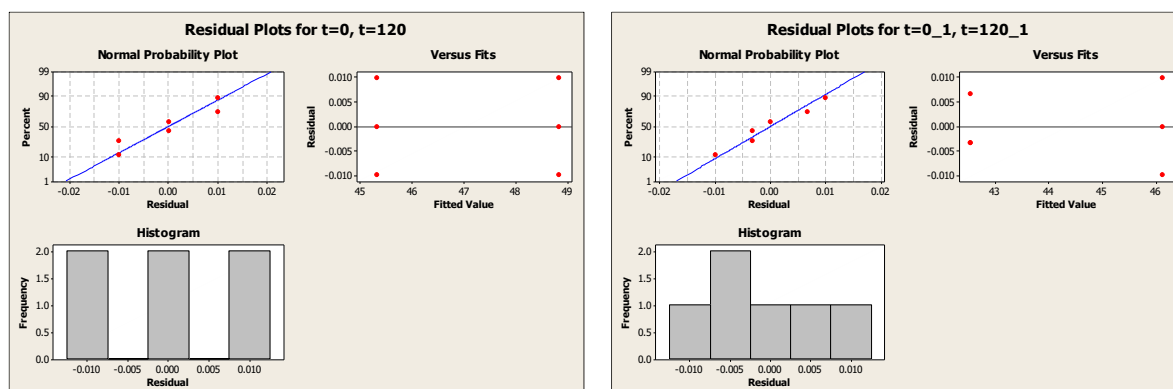 Residual Plots for t=0, t=120
Normal Probability Plot
99
90
50
10
1
Percent
-0.02 -0.01 0.00 0.01 0.02
Residual
Versus Fits
0.010
0.005
0.000
-0.005
-0.010
Residual
45 46 47 48 49
Fitted Value
Histogram
2.0
1.5
1.0
0.5
0.0
Frequency
-0.010 -0.005 0.000 0.005 0.010
Residual
Residual Plots for t=0_1, t=120_1
Normal Probability Plot
99
90
50
10
1
Percent
-0.02 -0.01 0.00 0.01 0.02
Residual
Versus Fits
0.010
0.005
0.000
-0.005
-0.010
Residual
43 44 45 46
Fitted Value
Histogram
2.0
1.5
1.0
0.5
0.0
Frequency
-0.010 -0.005 0.000 0.005 0.010
Residual